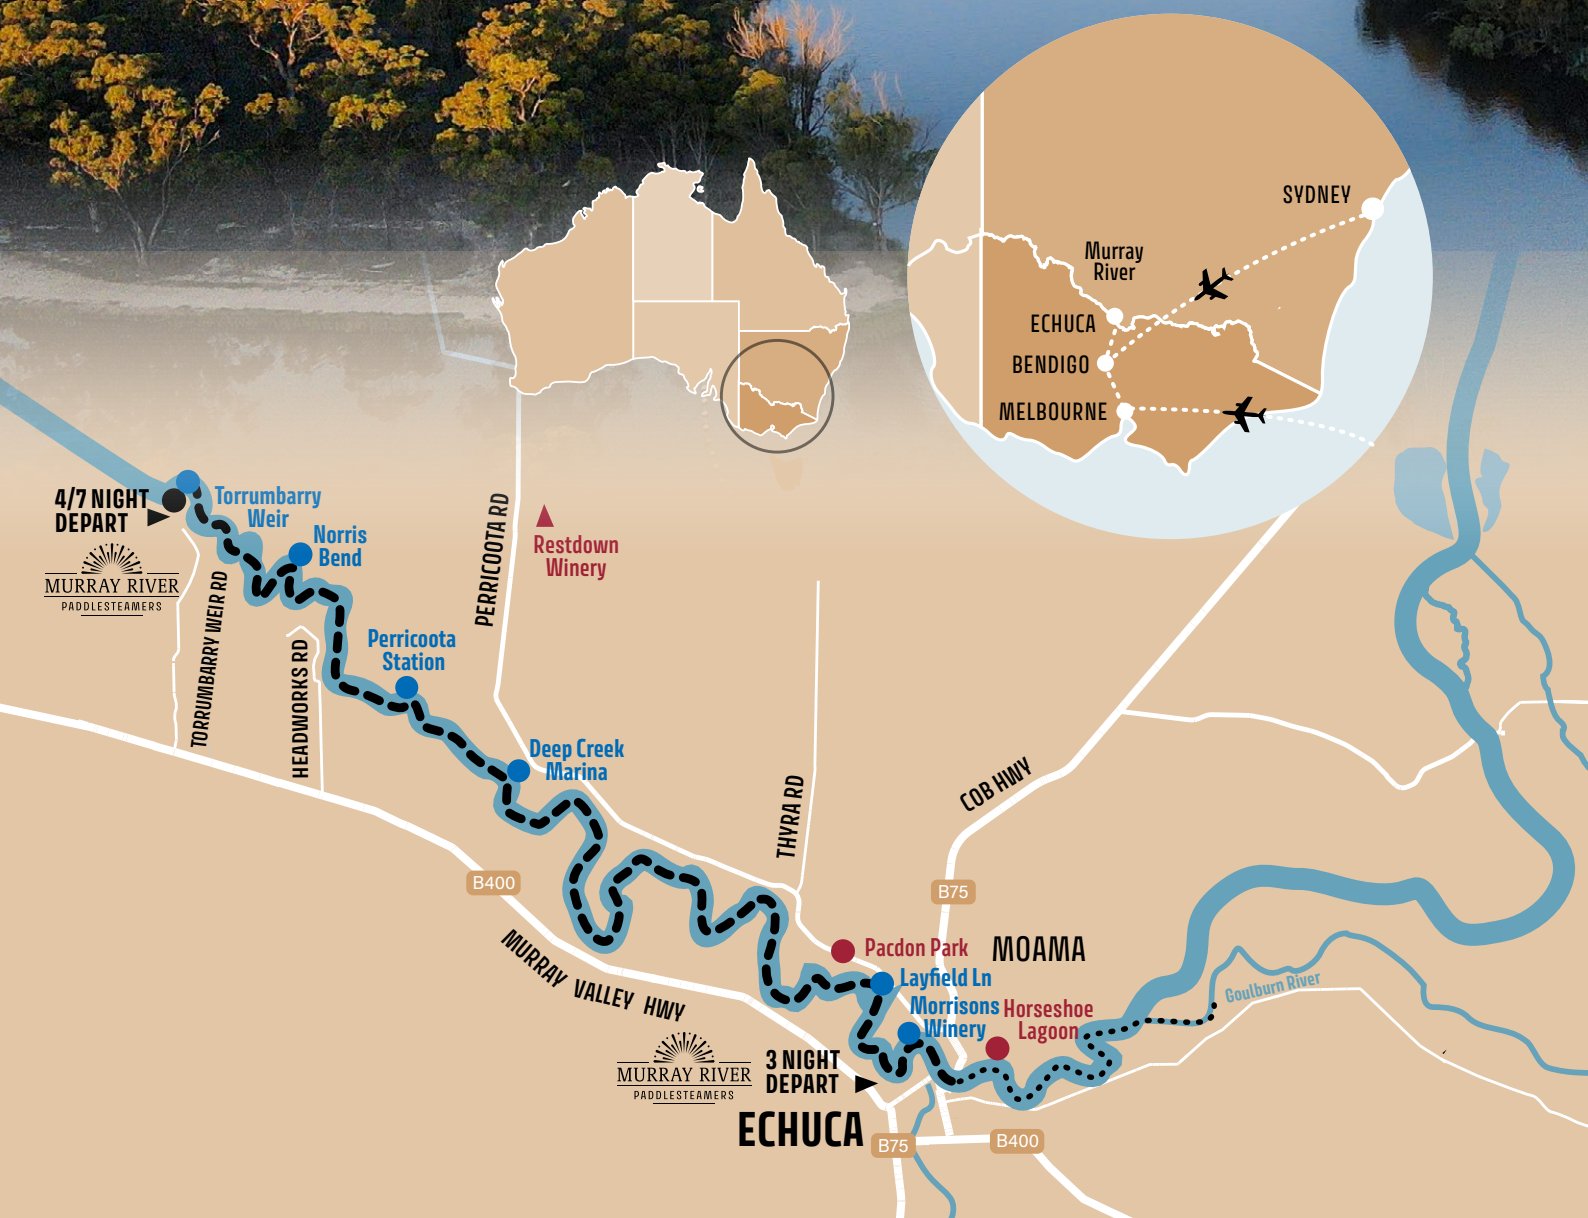 SYDNEY
Murray
River
ECHUCA
BENDIGO
MELBOURNE
4/7 NIGHT
DEPART
MURRAY RIVER
PADDLESTEAMERS
Torrumbarry
Weir
Norris
Bend
TORRUMBARRY WEIR RD
HEADWORKS RD
Perricoota
Station
PERRICOOTA RD
Restdown
Winery
Deep Creek
Marina
THYRA RD
COB HWY
B400
B75
MURRAY VALLEY HWY
Pacdon Park
MOAMA
Layfield Ln
Morrisons
Winery
Horseshoe
Lagoon
Goulburn River
MURRAY RIVER
PADDLESTEAMERS
3 NIGHT
DEPART
ECHUCA
B75
B400